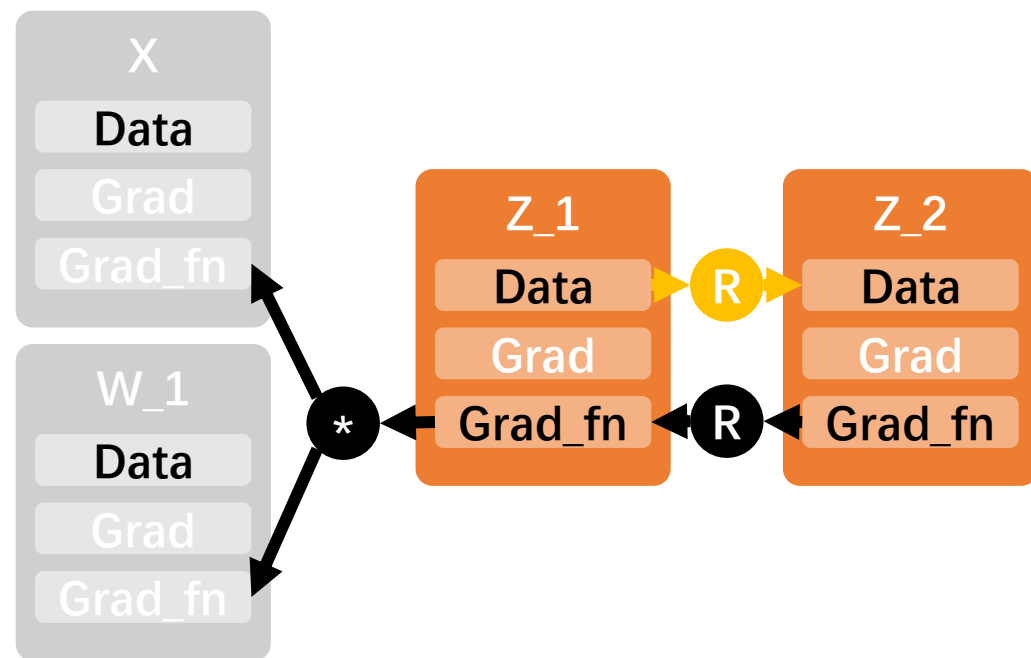 X
Data
Grad
Grad_fn
W_1
Data
Grad
Grad_fn
*
Z_1
Data
Grad
Grad_fn
R
R
Z_2
Data
Grad
Grad_fn